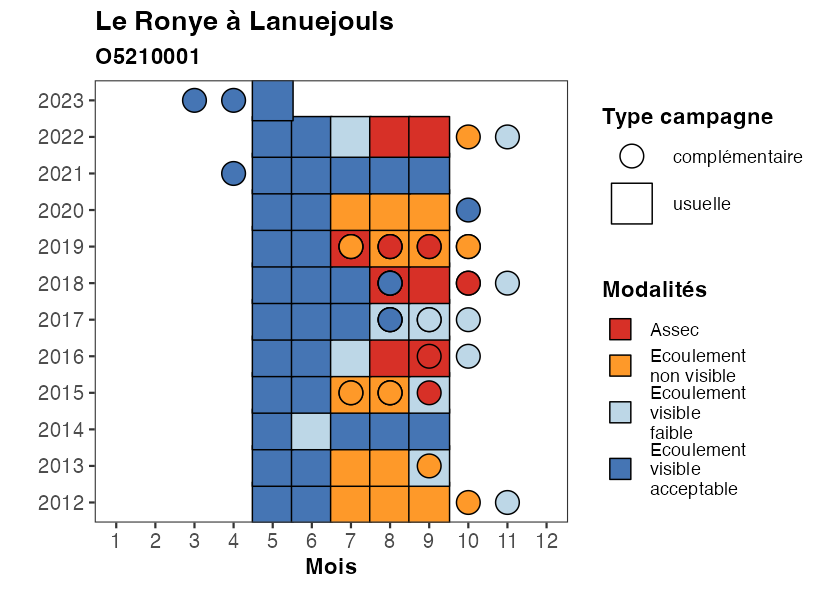 Le Ronye à Lanuejouls
O5210001
2023
2022
2021
2020
2019
2018
2017
2016
2015
2014
2013
2012
1 2 3 4 5 6 7 8 9 10 11 12
Mois
Type campagne
complémentaire
usuelle
Modalités
Assec
Ecoulement
non visible
Ecoulement
visible
faible
Ecoulement
visible
acceptable